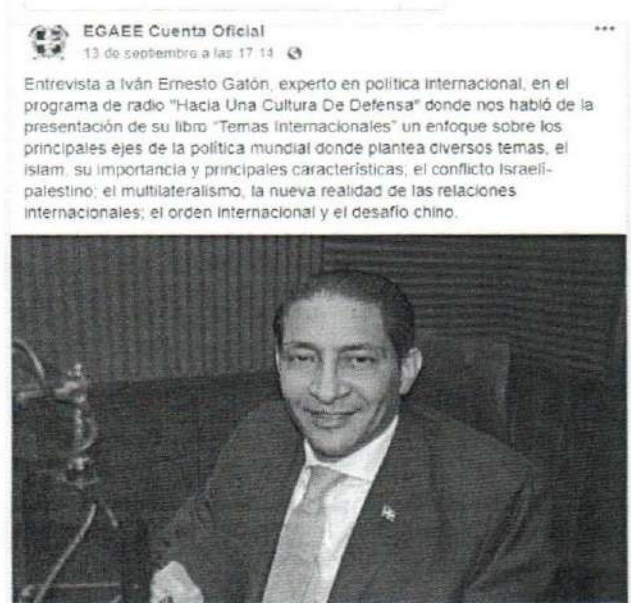 EGAEE Cuenta Oficial
13 de septiembre a las 17:14
Entrevista a Iván Ernesto Gatón, experto en política internacional, en el
programa de radio "Hacia Una Cultura De Defensa" donde nos habló de la
presentación de su libro "Temas Internacionales" un enfoque sobre los
principales ejes de la política mundial donde plantea diversos temas, el
islam, su importancia y principales características; el conflicto Israelí-
palestino; el multilateralismo, la nueva realidad de las relaciones
internacionales; el orden internacional y el desafío chino.